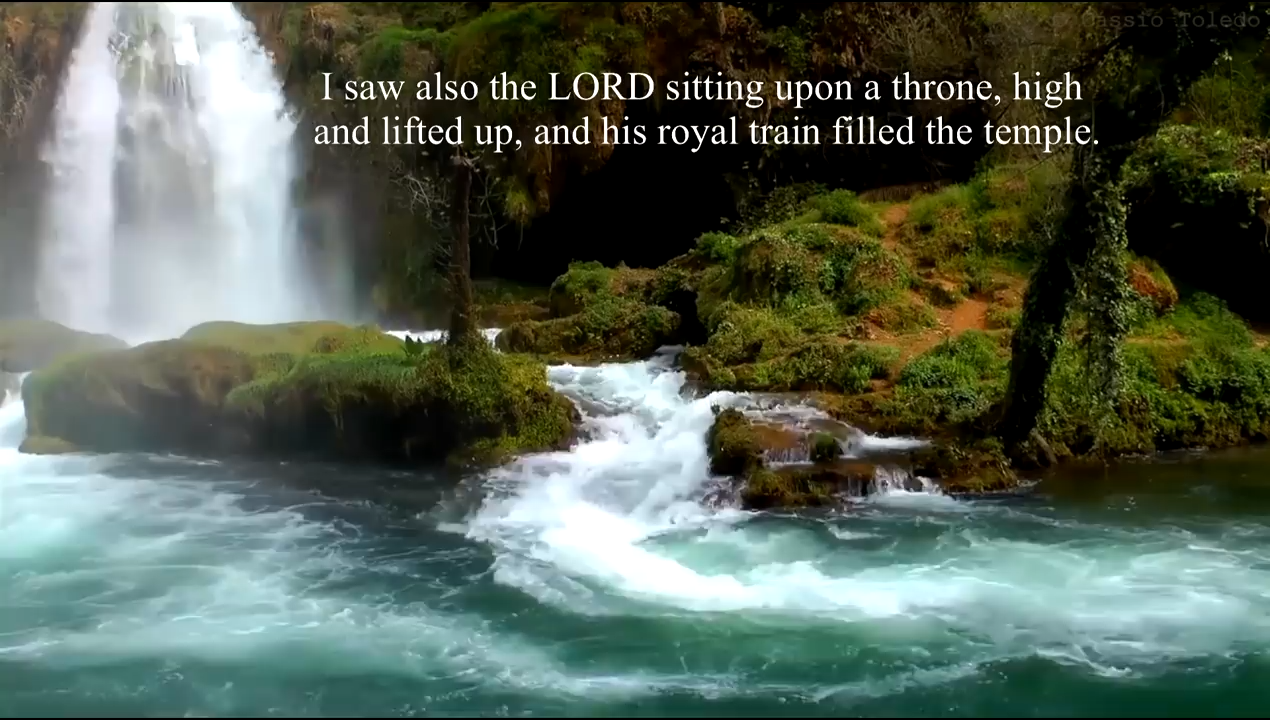 © Cassio Toledo
I saw also the LORD sitting upon a throne, high
and lifted up, and his royal train filled the temple.